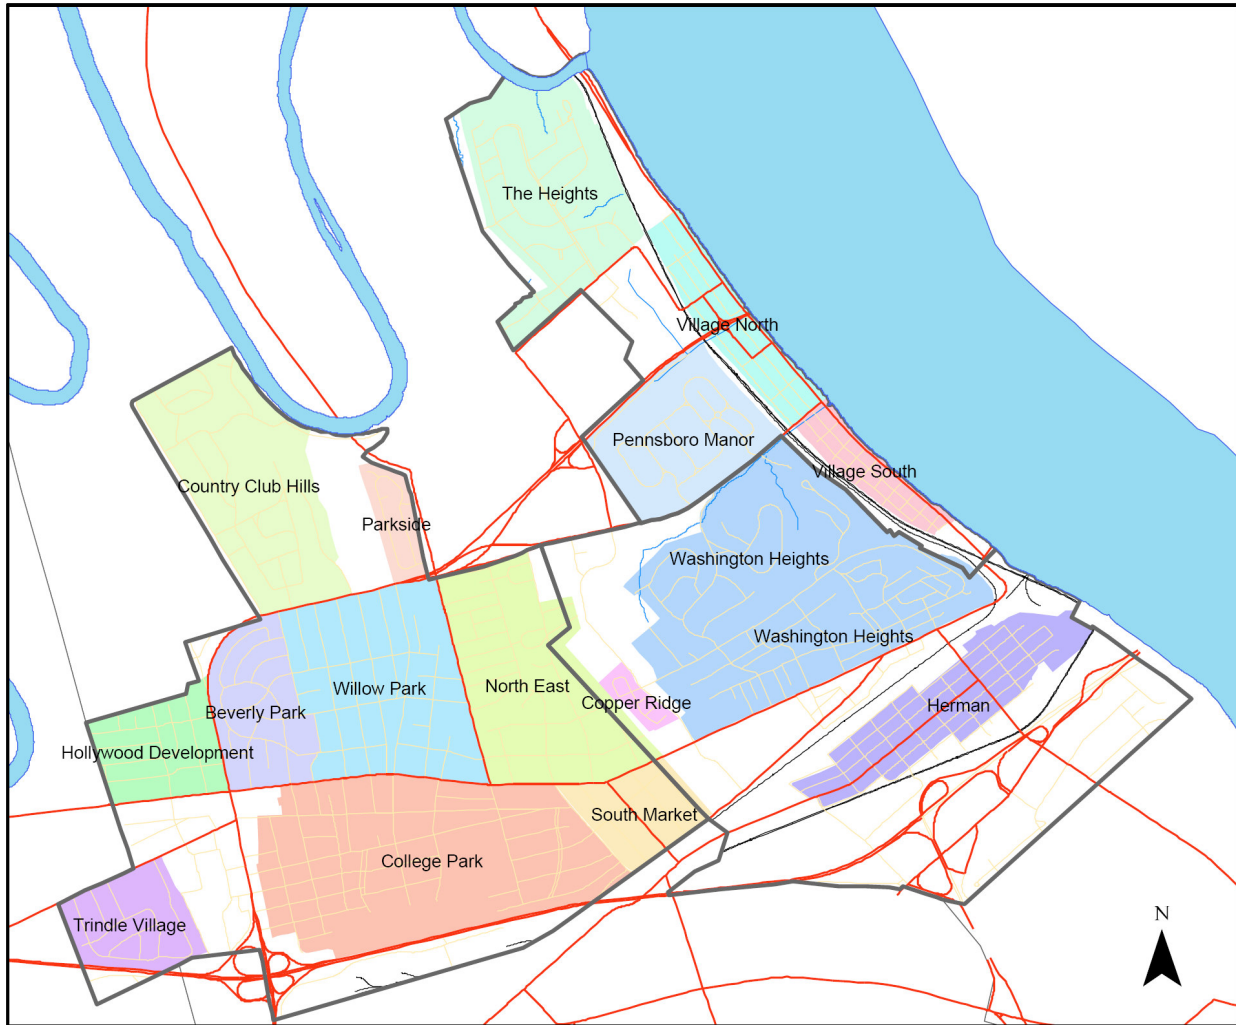 The Heights
Village North
Pennsboro Manor
Village South
Country Club Hills
Parkside
Washington Heights
Washington Heights
Willow Park
North East
Copper Ridge
Herman
Beverly Park
Hollywood Development
South Market
College Park
Trindle Village
N